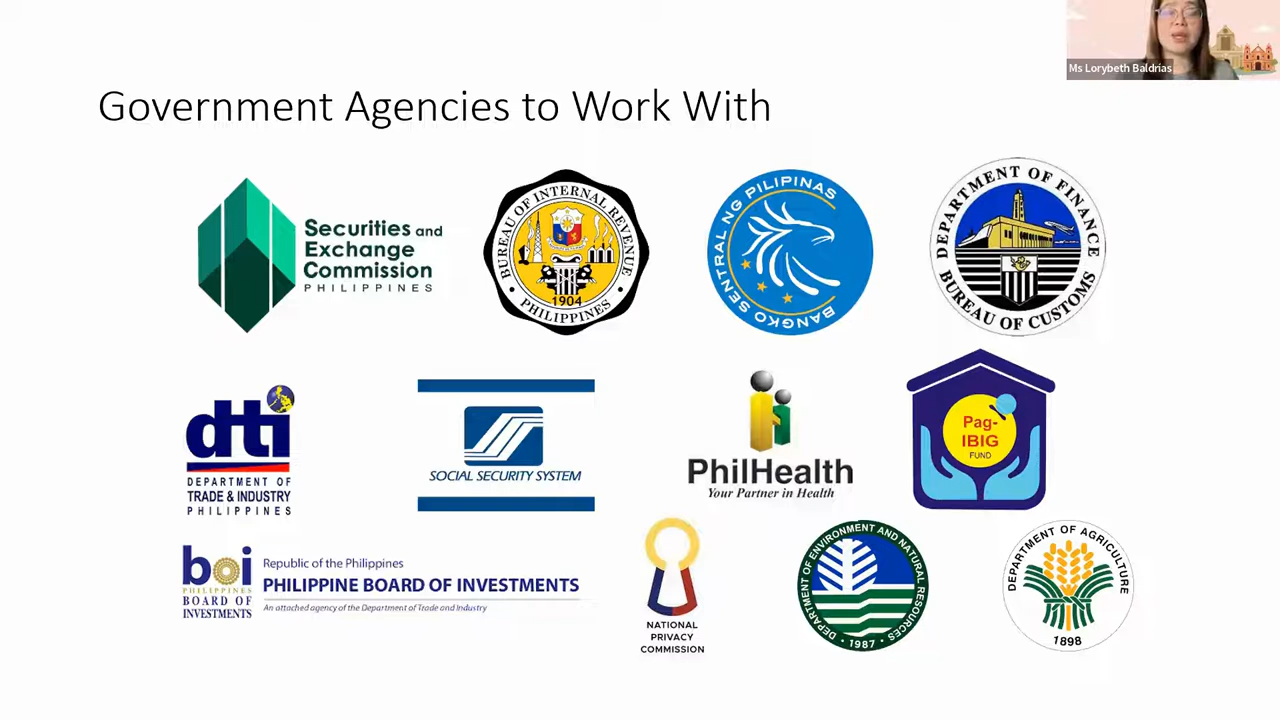 Ms Lorybeth Baldrias
Government Agencies to Work With
Securities and
Exchange
Commission
PHILIPPINES
BUREAU OF INTERNAL REVENUE
1904
PHILIPPINES
BANGKO SENTRAL NG PILIPINAS
DEPARTMENT OF FINANCE
BUREAU OF CUSTOMS
dti
DEPARTMENT OF
TRADE & INDUSTRY
PHILIPPINES
SOCIAL SECURITY SYSTEM
PhilHealth
Your Partner in Health
Pag-
IBIG
FUND
boi
PHILIPPINES
BOARD OF
INVESTMENTS
Republic of the Philippines
PHILIPPINE BOARD OF INVESTMENTS
An attached agency of the Department of Trade and Industry
NATIONAL
PRIVACY
COMMISSION
DEPARTMENT OF ENVIRONMENT AND NATURAL RESOURCES
1987
DEPARTMENT OF AGRICULTURE
1898